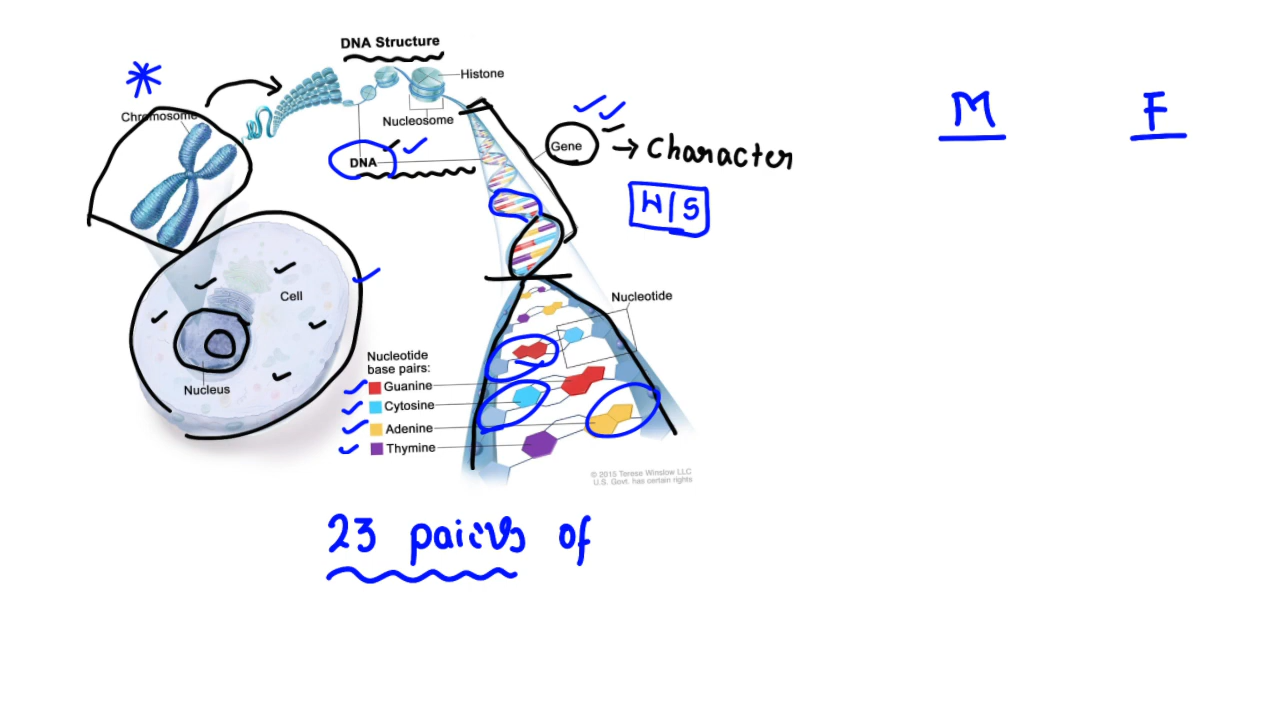 DNA Structure
Histone
Chromosome
Nucleosome
DNA
Gene
→ Character
H/S
M F
Cell
Nucleus
Nucleotide
Nucleotide
base pairs:
Guanine
Cytosine
Adenine
Thymine
© 2015 Terese Winslow LLC
U.S. Govt. has certain rights
23 pairs of